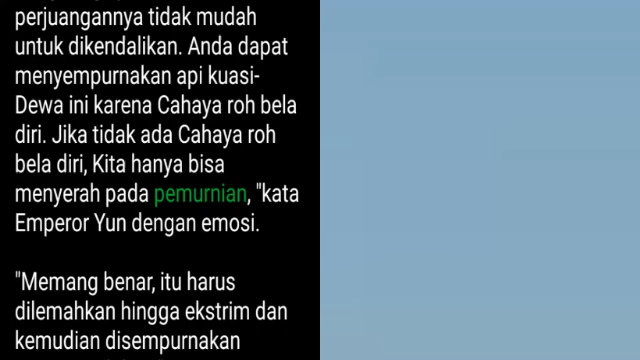 perjuangannya tidak mudah
untuk dikendalikan. Anda dapat
menyempurnakan api kuasi-
Dewa ini karena Cahaya roh bela
diri. Jika tidak ada Cahaya roh
bela diri, Kita hanya bisa
menyerah pada pemurnian, "kata
Emperor Yun dengan emosi.
"Memang benar, itu harus
dilemahkan hingga ekstrim dan
kemudian disempurnakan